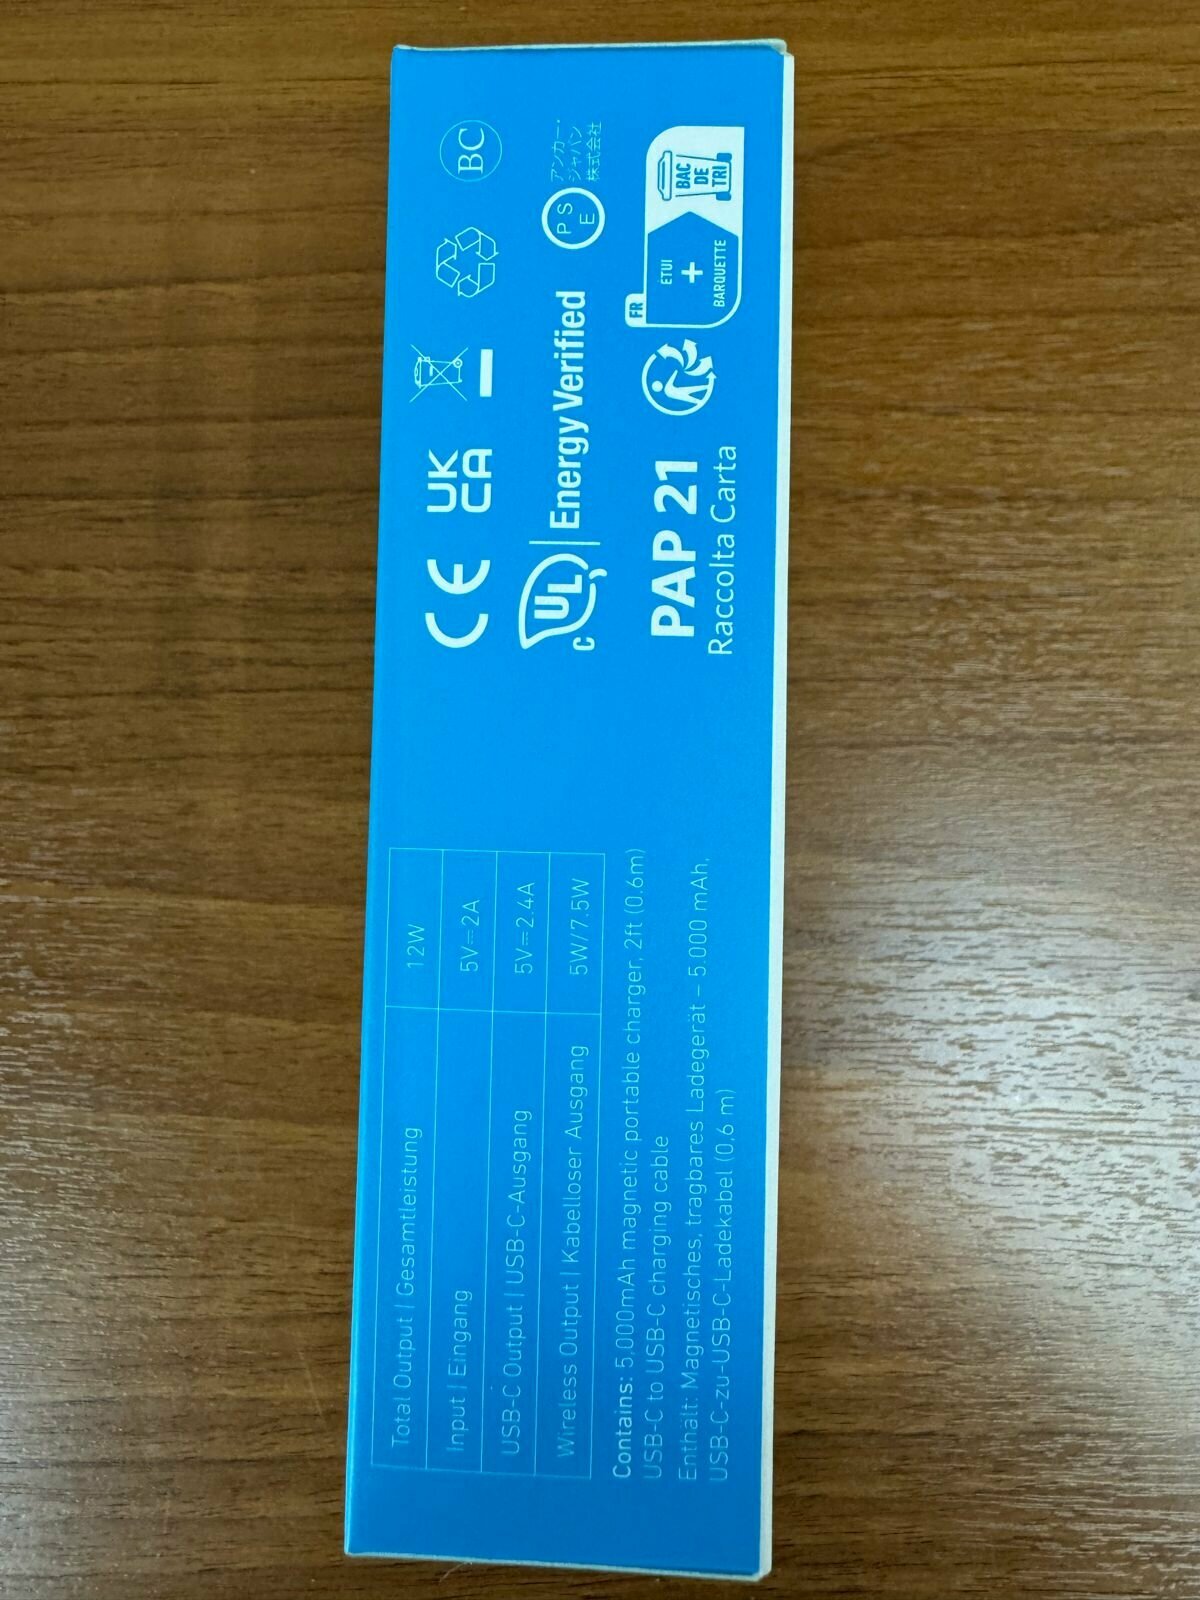 Total Output | Gesamtleistung 12W
Input | Eingang 5V⎓2A
USB-C Output | USB-C-Ausgang 5V⎓2.4A
Wireless Output | Kabelloser Ausgang 5W/7.5W
Contains: 5,000mAh magnetic portable charger, 2ft (0.6m)
USB-C to USB-C charging cable
Enthält: Magnetisches, tragbares Ladegerät – 5.000 mAh,
USB-C-zu-USB-C-Ladekabel (0,6 m)
CE
UK
CA
BC
C UL
Energy Verified
P S
E
アンカー・
ジャパン
株式会社
PAP 21
Raccolta Carta
FR
ETUI
+
BARQUETTE
BAC
DE
TRI